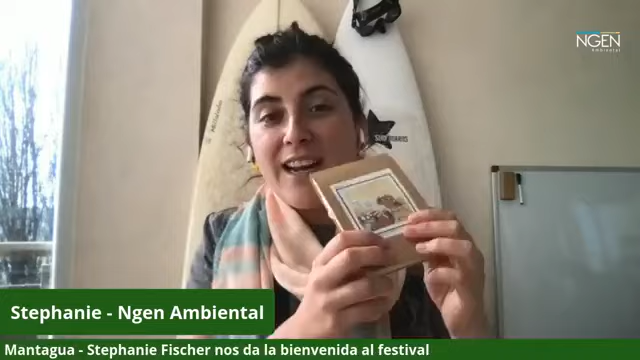 NGEN
Ambiental
Stephanie - Ngen Ambiental
Mantagua - Stephanie Fischer nos da la bienvenida al festival